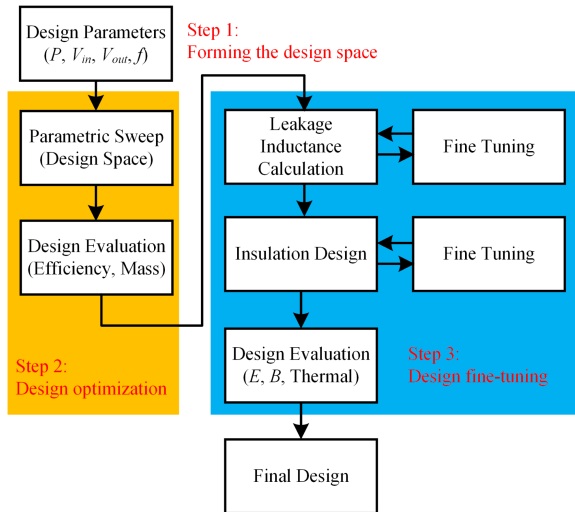 Design Parameters
(P, Vin, Vout, f)
Step 1:
Forming the design space
Parametric Sweep
(Design Space)
Design Evaluation
(Efficiency, Mass)
Step 2:
Design optimization
Leakage
Inductance
Calculation
Fine Tuning
Insulation Design
Fine Tuning
Design Evaluation
(E, B, Thermal)
Step 3:
Design fine-tuning
Final Design